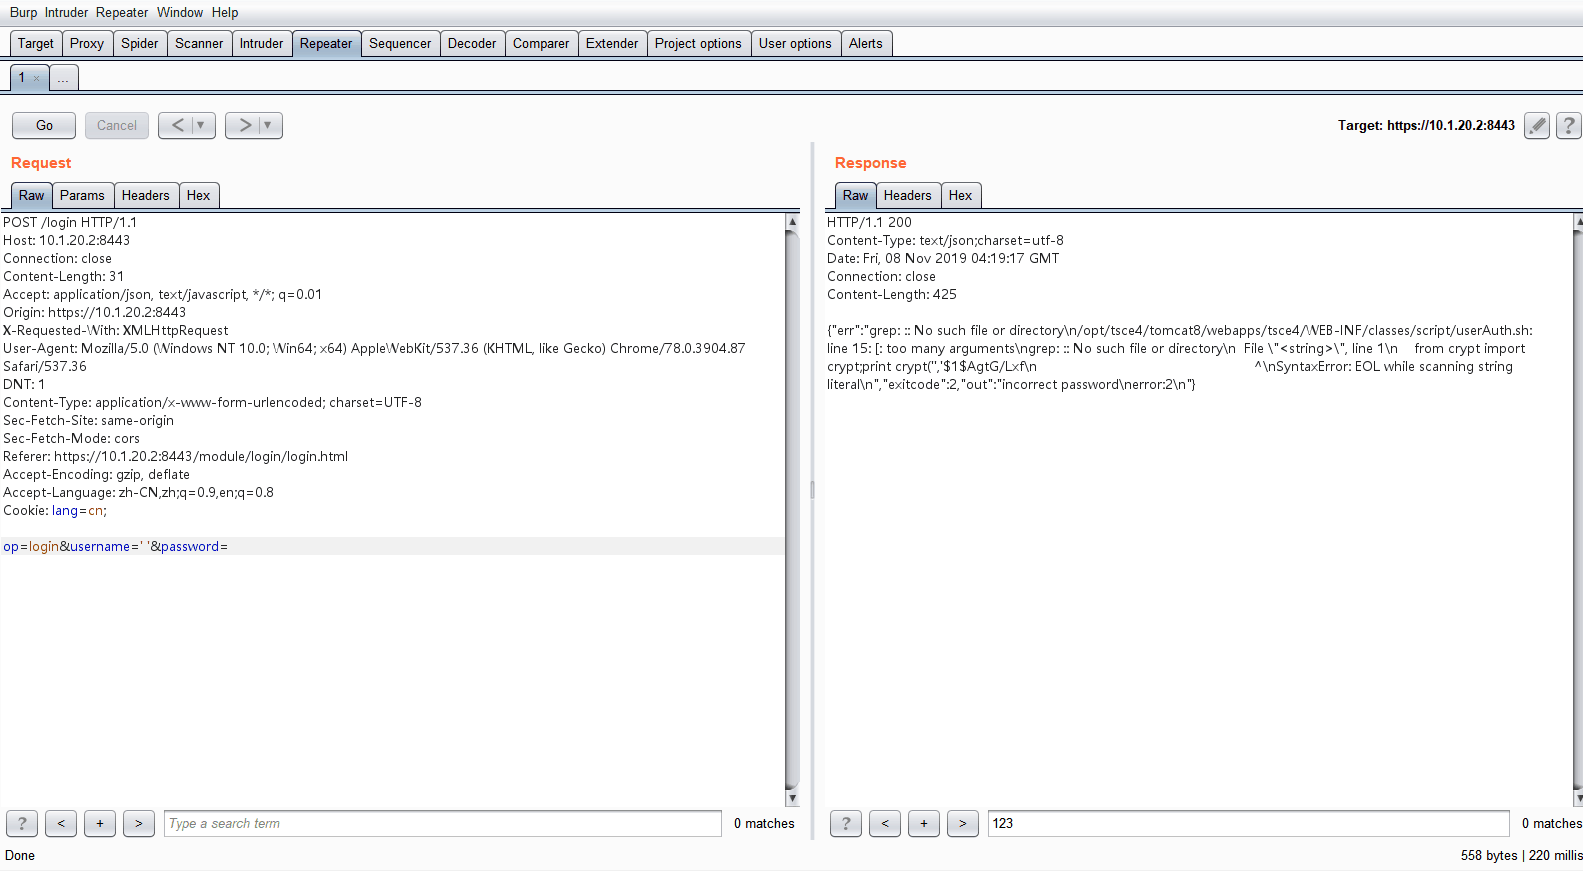 Burp Intruder Repeater Window Help
Target Proxy Spider Scanner Intruder Repeater Sequencer Decoder Comparer Extender Project options User options Alerts
1 × ...
Go Cancel < ▼ > ▼ Target: https://10.1.20.2:8443 ?
Request
Raw Params Headers Hex
POST /login HTTP/1.1
Host: 10.1.20.2:8443
Connection: close
Content-Length: 31
Accept: application/json, text/javascript, */*; q=0.01
Origin: https://10.1.20.2:8443
X-Requested-With: XMLHttpRequest
User-Agent: Mozilla/5.0 (Windows NT 10.0; Win64; x64) AppleWebKit/537.36 (KHTML, like Gecko) Chrome/78.0.3904.87
Safari/537.36
DNT: 1
Content-Type: application/x-www-form-urlencoded; charset=UTF-8
Sec-Fetch-Site: same-origin
Sec-Fetch-Mode: cors
Referer: https://10.1.20.2:8443/module/login/login.html
Accept-Encoding: gzip, deflate
Accept-Language: zh-CN,zh;q=0.9,en;q=0.8
Cookie: lang=cn;
op=login&username=' '&password=
? < + > Type a search term 0 matches
Response
Raw Headers Hex
HTTP/1.1 200
Content-Type: text/json;charset=utf-8
Date: Fri, 08 Nov 2019 04:19:17 GMT
Connection: close
Content-Length: 425
{"err":"grep: :: No such file or directory\n/opt/tsce4/tomcat8/webapps/tsce4/WEB-INF/classes/script/userAuth.sh:
line 15: [: too many arguments\ngrep: :: No such file or directory\n  File \"<string>\", line 1\n    from crypt import
crypt;print crypt('','$1$AgtG/Lxf\n                                                      ^\nSyntaxError: EOL while scanning string
literal\n","exitcode":2,"out":"incorrect password\nerror:2\n"}
? < + > 123 0 matches
Done 558 bytes | 220 millis